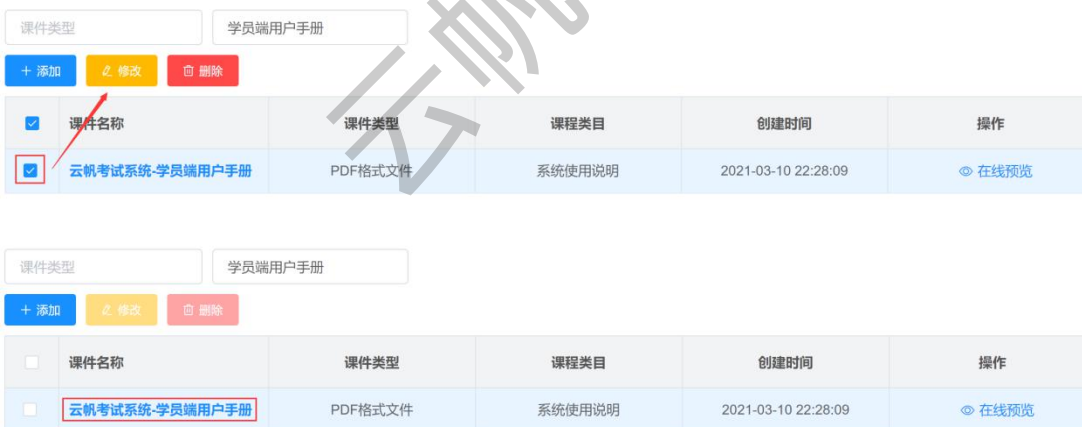 云帆
课件类型 学员端用户手册
+ 添加 修改 删除
课件名称 课件类型 课程类目 创建时间 操作
云帆考试系统-学员端用户手册 PDF格式文件 系统使用说明 2021-03-10 22:28:09 在线预览
课件类型 学员端用户手册
+ 添加 修改 删除
课件名称 课件类型 课程类目 创建时间 操作
云帆考试系统-学员端用户手册 PDF格式文件 系统使用说明 2021-03-10 22:28:09 在线预览